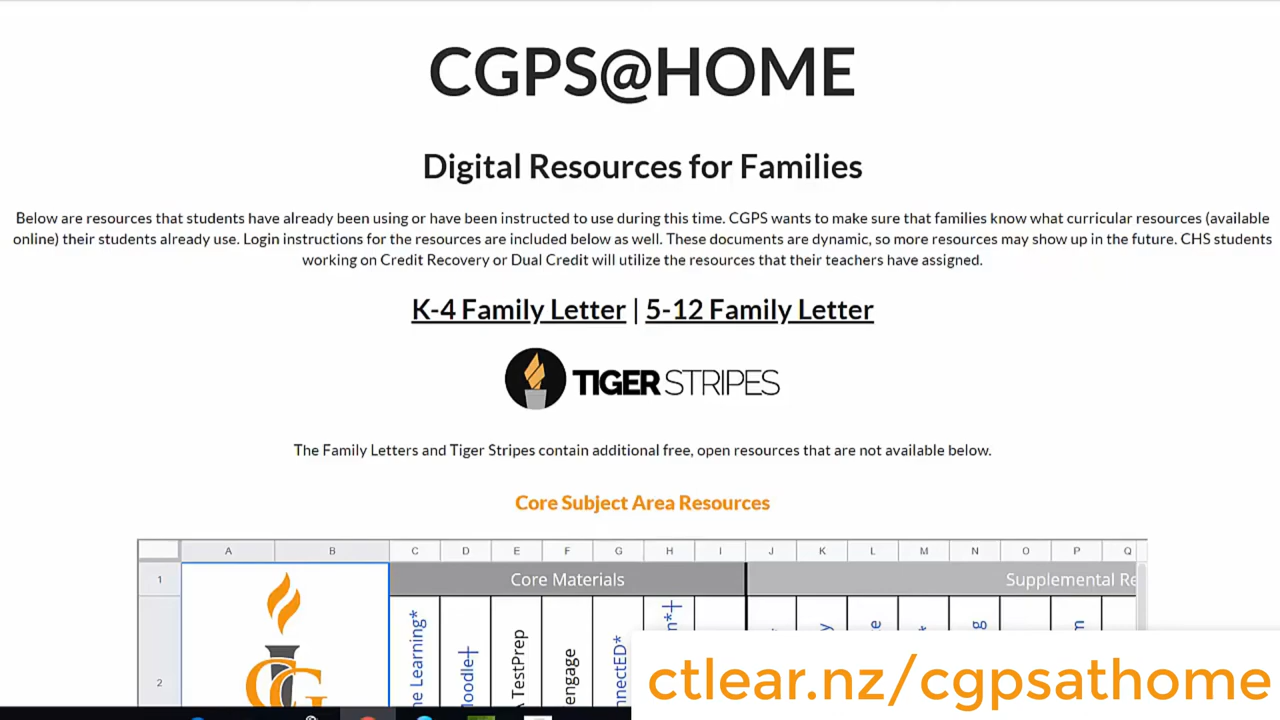 CGPS@HOME
Digital Resources for Families
Below are resources that students have already been using or have been instructed to use during this time. CGPS wants to make sure that families know what curricular resources (available
online) their students already use. Login instructions for the resources are included below as well. These documents are dynamic, so more resources may show up in the future. CHS students
working on Credit Recovery or Dual Credit will utilize the resources that their teachers have assigned.
K-4 Family Letter | 5-12 Family Letter
TIGER STRIPES
The Family Letters and Tiger Stripes contain additional free, open resources that are not available below.
Core Subject Area Resources
A B C D E F G H I J K L M N O P Q
1 Core Materials Supplemental
2
CG
Learning*
TestPrep
ctlear.nz/cgpsathome